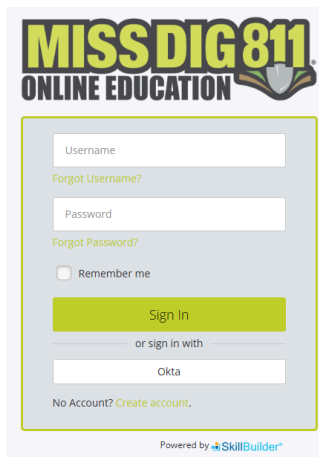 MISS DIG 811®
ONLINE EDUCATION
Username
Forgot Username?
Password
Forgot Password?
Remember me
Sign In
or sign in with
Okta
No Account? Create account.
Powered by SkillBuilder®